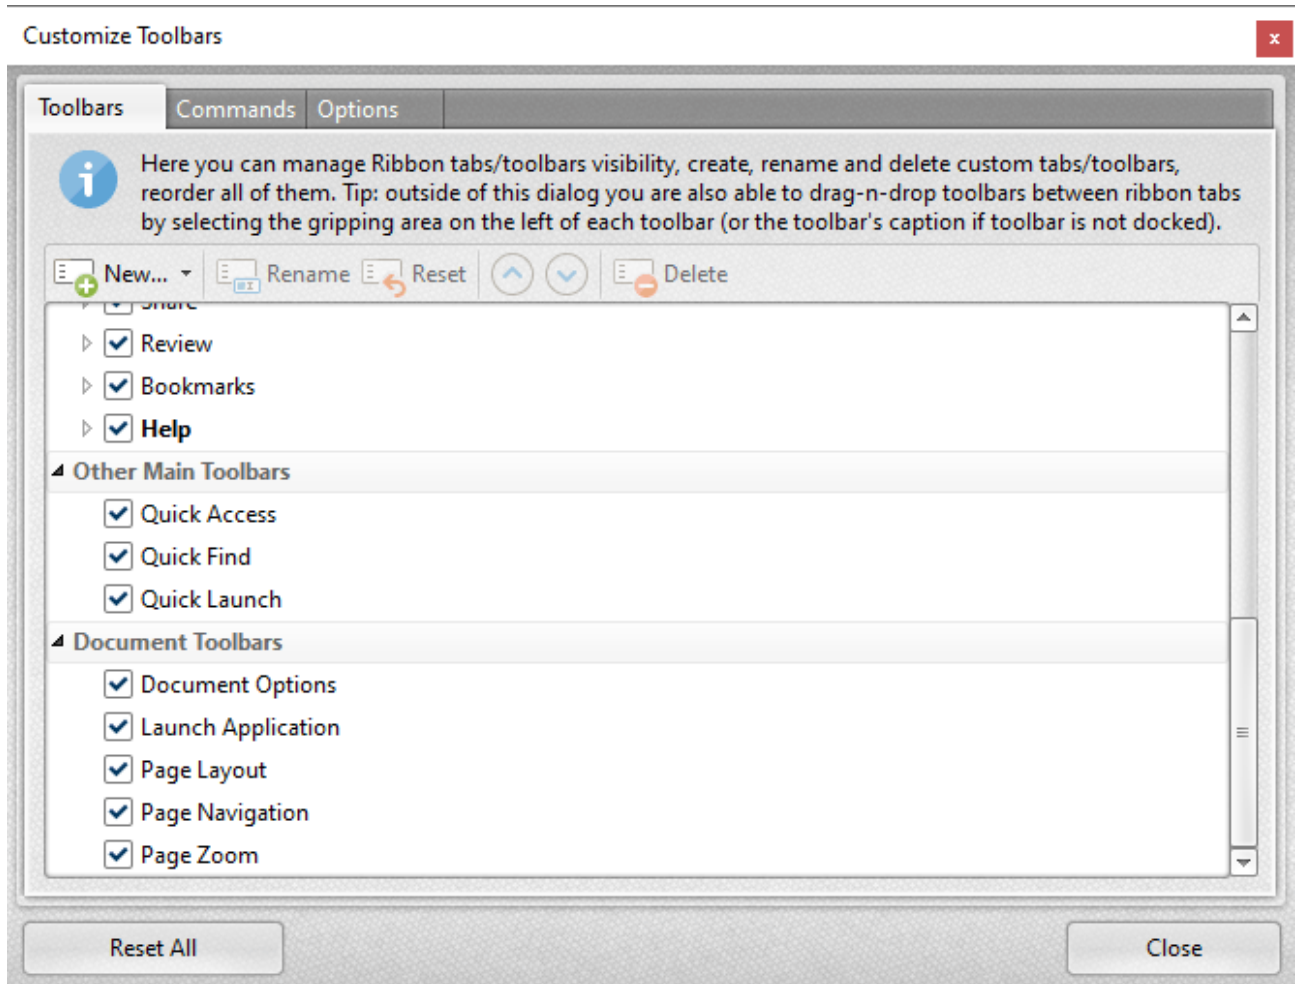 Customize Toolbars
x
Toolbars Commands Options
Here you can manage Ribbon tabs/toolbars visibility, create, rename and delete custom tabs/toolbars,
reorder all of them. Tip: outside of this dialog you are also able to drag-n-drop toolbars between ribbon tabs
by selecting the gripping area on the left of each toolbar (or the toolbar's caption if toolbar is not docked).
New... Rename Reset Delete
Share
Review
Bookmarks
Help
Other Main Toolbars
Quick Access
Quick Find
Quick Launch
Document Toolbars
Document Options
Launch Application
Page Layout
Page Navigation
Page Zoom
Reset All Close